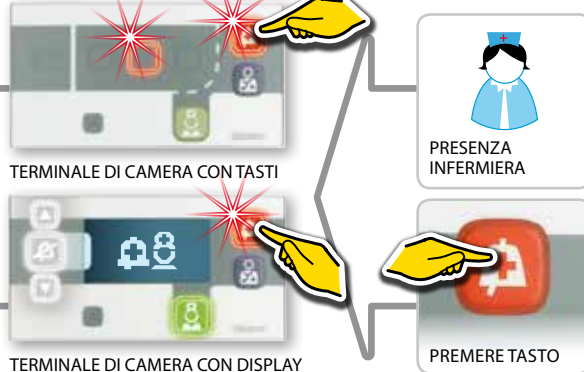 TERMINALE DI CAMERA CON TASTI
PRESENZA
INFERMIERA
TERMINALE DI CAMERA CON DISPLAY
PREMERE TASTO